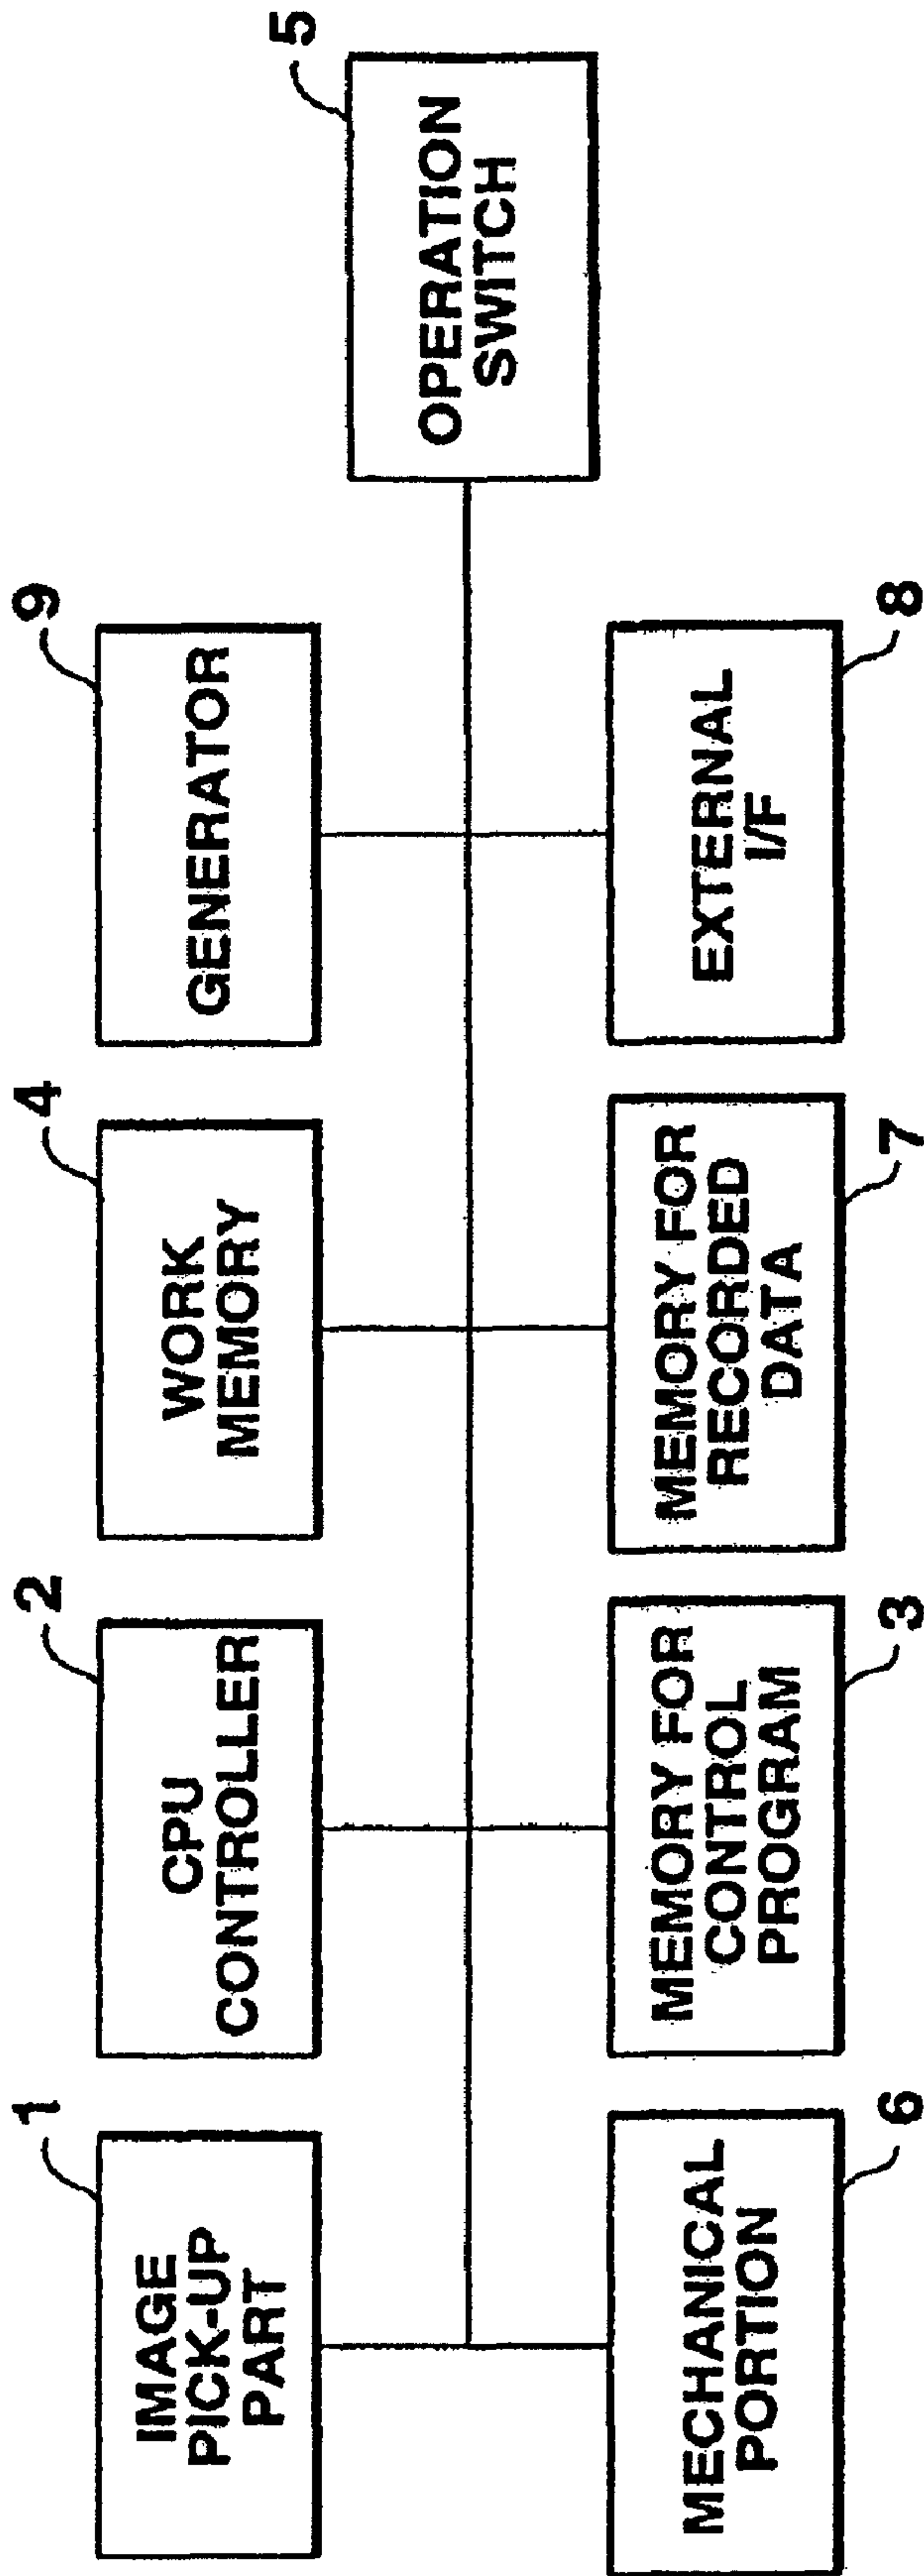 1
IMAGE
PICK-UP
PART
2
CPU
CONTROLLER
4
WORK
MEMORY
9
GENERATOR
5
OPERATION
SWITCH
MECHANICAL
PORTION
6
MEMORY FOR
CONTROL
PROGRAM
3
MEMORY FOR
RECORDED
DATA
7
EXTERNAL
I/F
8